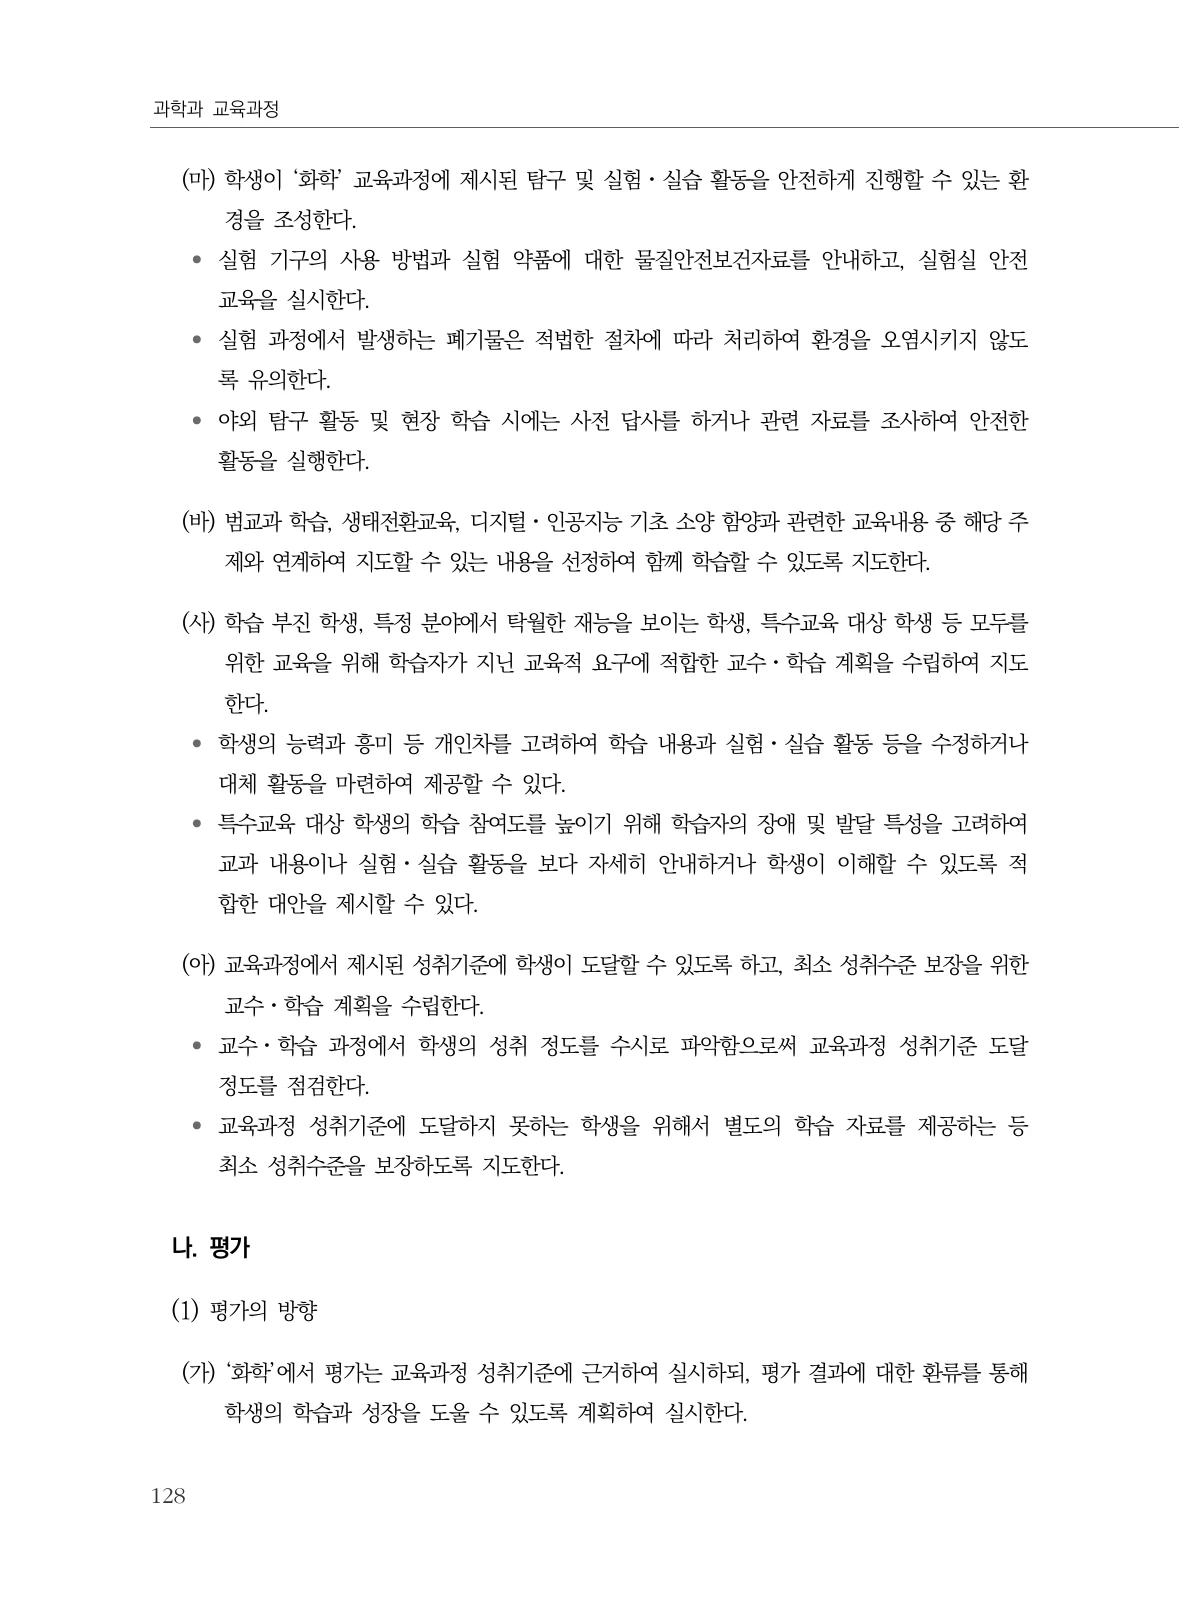 과학과 교육과정
(마) 학생이 ‘화학’ 교육과정에 제시된 탐구 및 실험･실습 활동을 안전하게 진행할 수 있는 환
경을 조성한다.
• 실험 기구의 사용 방법과 실험 약품에 대한 물질안전보건자료를 안내하고, 실험실 안전
교육을 실시한다.
• 실험 과정에서 발생하는 폐기물은 적법한 절차에 따라 처리하여 환경을 오염시키지 않도
록 유의한다.
• 야외 탐구 활동 및 현장 학습 시에는 사전 답사를 하거나 관련 자료를 조사하여 안전한
활동을 실행한다.
(바) 범교과 학습, 생태전환교육, 디지털･인공지능 기초 소양 함양과 관련한 교육내용 중 해당 주
제와 연계하여 지도할 수 있는 내용을 선정하여 함께 학습할 수 있도록 지도한다.
(사) 학습 부진 학생, 특정 분야에서 탁월한 재능을 보이는 학생, 특수교육 대상 학생 등 모두를
위한 교육을 위해 학습자가 지닌 교육적 요구에 적합한 교수･학습 계획을 수립하여 지도
한다.
• 학생의 능력과 흥미 등 개인차를 고려하여 학습 내용과 실험･실습 활동 등을 수정하거나
대체 활동을 마련하여 제공할 수 있다.
• 특수교육 대상 학생의 학습 참여도를 높이기 위해 학습자의 장애 및 발달 특성을 고려하여
교과 내용이나 실험･실습 활동을 보다 자세히 안내하거나 학생이 이해할 수 있도록 적
합한 대안을 제시할 수 있다.
(아) 교육과정에서 제시된 성취기준에 학생이 도달할 수 있도록 하고, 최소 성취수준 보장을 위한
교수･학습 계획을 수립한다.
• 교수･학습 과정에서 학생의 성취 정도를 수시로 파악함으로써 교육과정 성취기준 도달
정도를 점검한다.
• 교육과정 성취기준에 도달하지 못하는 학생을 위해서 별도의 학습 자료를 제공하는 등
최소 성취수준을 보장하도록 지도한다.
나. 평가
(1) 평가의 방향
(가) ‘화학’에서 평가는 교육과정 성취기준에 근거하여 실시하되, 평가 결과에 대한 환류를 통해
학생의 학습과 성장을 도울 수 있도록 계획하여 실시한다.
128